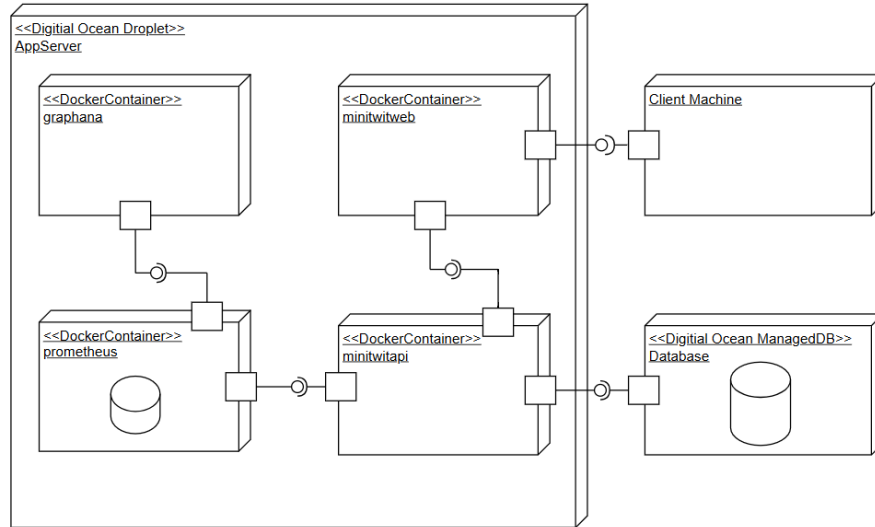 <<Digitial Ocean Droplet>>
AppServer
<<DockerContainer>>
graphana
<<DockerContainer>>
minitwitweb
Client Machine
<<DockerContainer>>
prometheus
<<DockerContainer>>
minitwitapi
<<Digitial Ocean ManagedDB>>
Database